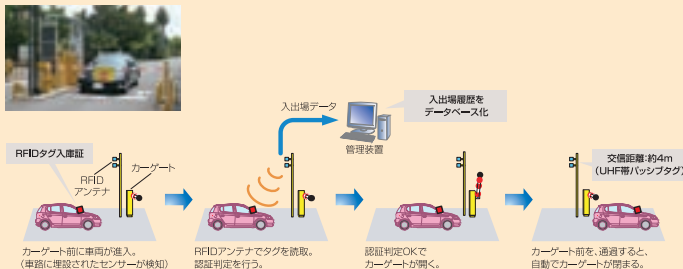 入出場データ
入出場履歴を
データベース化
管理装置
RFIDタグ入庫証
RFID
アンテナ
カーゲート
交信距離:約4m
(UHF帯パッシブタグ)
カーゲート前に車両が進入。
(車路に埋設されたセンサーが検知)
RFIDアンテナでタグを読取。
認証判定を行う。
認証判定OKで
カーゲートが開く。
カーゲート前を、通過すると、
自動でカーゲートが閉まる。